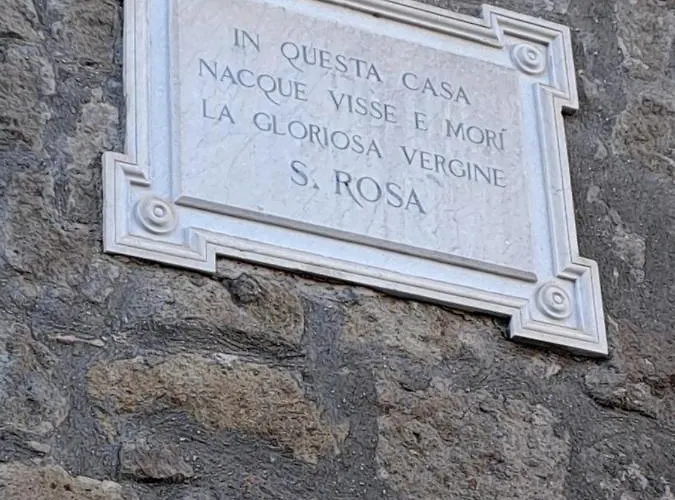 IN QUESTA CASA
NACQUE VISSE E MORÍ
LA GLORIOSA VERGINE
S. ROSA